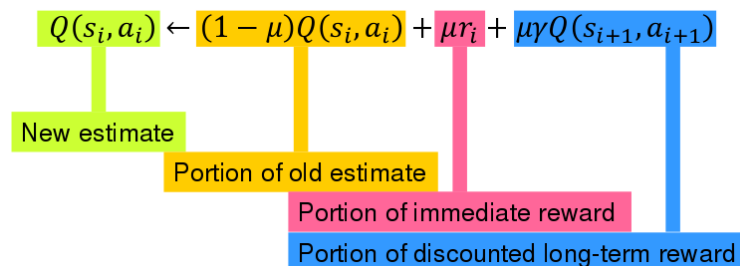 Q(s_i, a_i) ← (1 − μ)Q(s_i, a_i) + μr_i + μγQ(s_{i+1}, a_{i+1})
New estimate
Portion of old estimate
Portion of immediate reward
Portion of discounted long-term reward